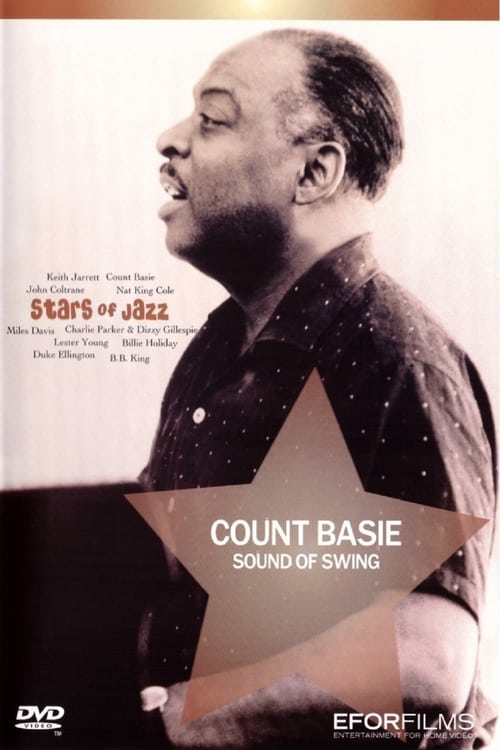 Keith Jarrett Count Basie
John Coltrane Nat King Cole
Stars of Jazz
Miles Davis Charlie Parker & Dizzy Gillespie
Lester Young Billie Holiday
Duke Ellington B.B. King
COUNT BASIE
SOUND OF SWING
DVD
VIDEO
TM
EFORFILMS
ENTERTAINMENT FOR HOME VIDEO